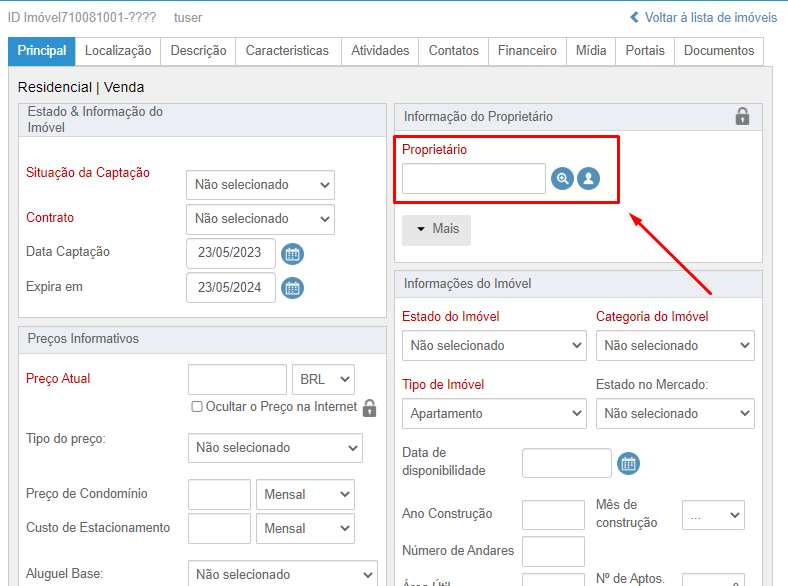 ID Imóvel710081001-???? tuser
Voltar à lista de imóveis
Principal Localização Descrição Características Atividades Contatos Financeiro Mídia Portais Documentos
Residencial | Venda
Estado & Informação do
Imóvel
Situação da Captação Não selecionado
Contrato Não selecionado
Data Captação 23/05/2023
Expira em 23/05/2024
Preços Informativos
Preço Atual BRL
Ocultar o Preço na Internet
Tipo do preço: Não selecionado
Preço de Condomínio Mensal
Custo de Estacionamento Mensal
Aluguel Base: Não selecionado
Informação do Proprietário
Proprietário
Mais
Informações do Imóvel
Estado do Imóvel Categoria do Imóvel
Não selecionado Não selecionado
Tipo de Imóvel Estado no Mercado:
Apartamento Não selecionado
Data de
disponibilidade
Ano Construção Mês de
construção ...
Número de Andares
Área Útil Nº de Aptos.